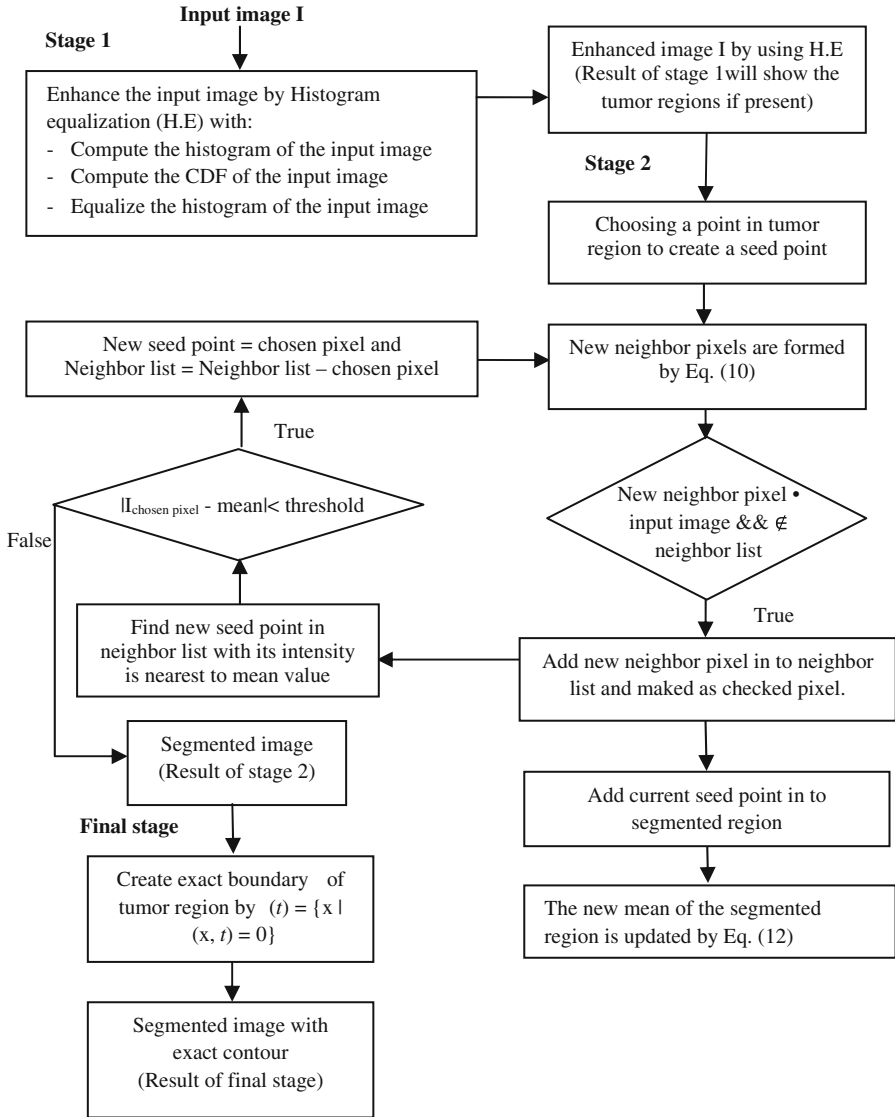 Input image I
Stage 1
Enhance the input image by Histogram
equalization (H.E) with:
- Compute the histogram of the input image
- Compute the CDF of the input image
- Equalize the histogram of the input image
Enhanced image I by using H.E
(Result of stage 1will show the
tumor regions if present)
Stage 2
Choosing a point in tumor
region to create a seed point
New seed point = chosen pixel and
Neighbor list = Neighbor list – chosen pixel
New neighbor pixels are formed
by Eq. (10)
True
|Ichosen pixel - mean|< threshold
False
New neighbor pixel •
input image && ∉
neighbor list
True
Find new seed point in
neighbor list with its intensity
is nearest to mean value
Add new neighbor pixel in to neighbor
list and maked as checked pixel.
Segmented image
(Result of stage 2)
Add current seed point in to
segmented region
Final stage
Create exact boundary of
tumor region by (t) = {x |
(x, t) = 0}
The new mean of the segmented
region is updated by Eq. (12)
Segmented image with
exact contour
(Result of final stage)